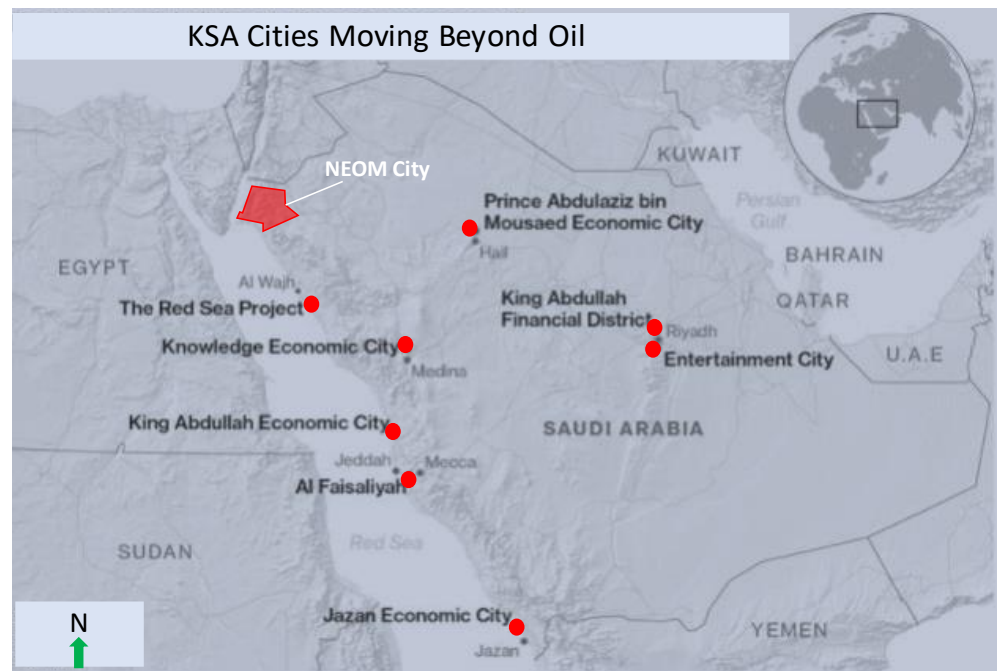 KSA Cities Moving Beyond Oil
KUWAIT
NEOM City
Persian
Gulf
Prince Abdulaziz bin
Mousaed Economic City
Hail
BAHRAIN
EGYPT
Al Wajh
QATAR
The Red Sea Project
King Abdullah
Financial District
Riyadh
Knowledge Economic City
Entertainment City
U.A.E
Medina
King Abdullah Economic City
SAUDI ARABIA
Jeddah
Mecca
Al Faisaliyah
Red Sea
SUDAN
Jazan Economic City
N
YEMEN
Jazan